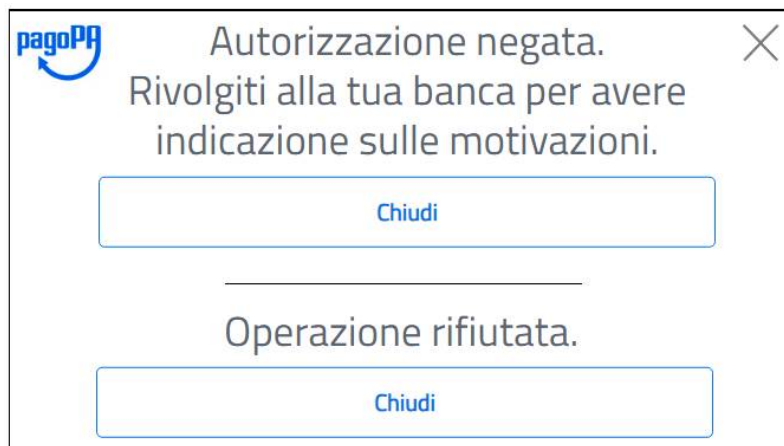 pagoPA
Autorizzazione negata.
Rivolgiti alla tua banca per avere
indicazione sulle motivazioni.
Chiudi
Operazione rifiutata.
Chiudi